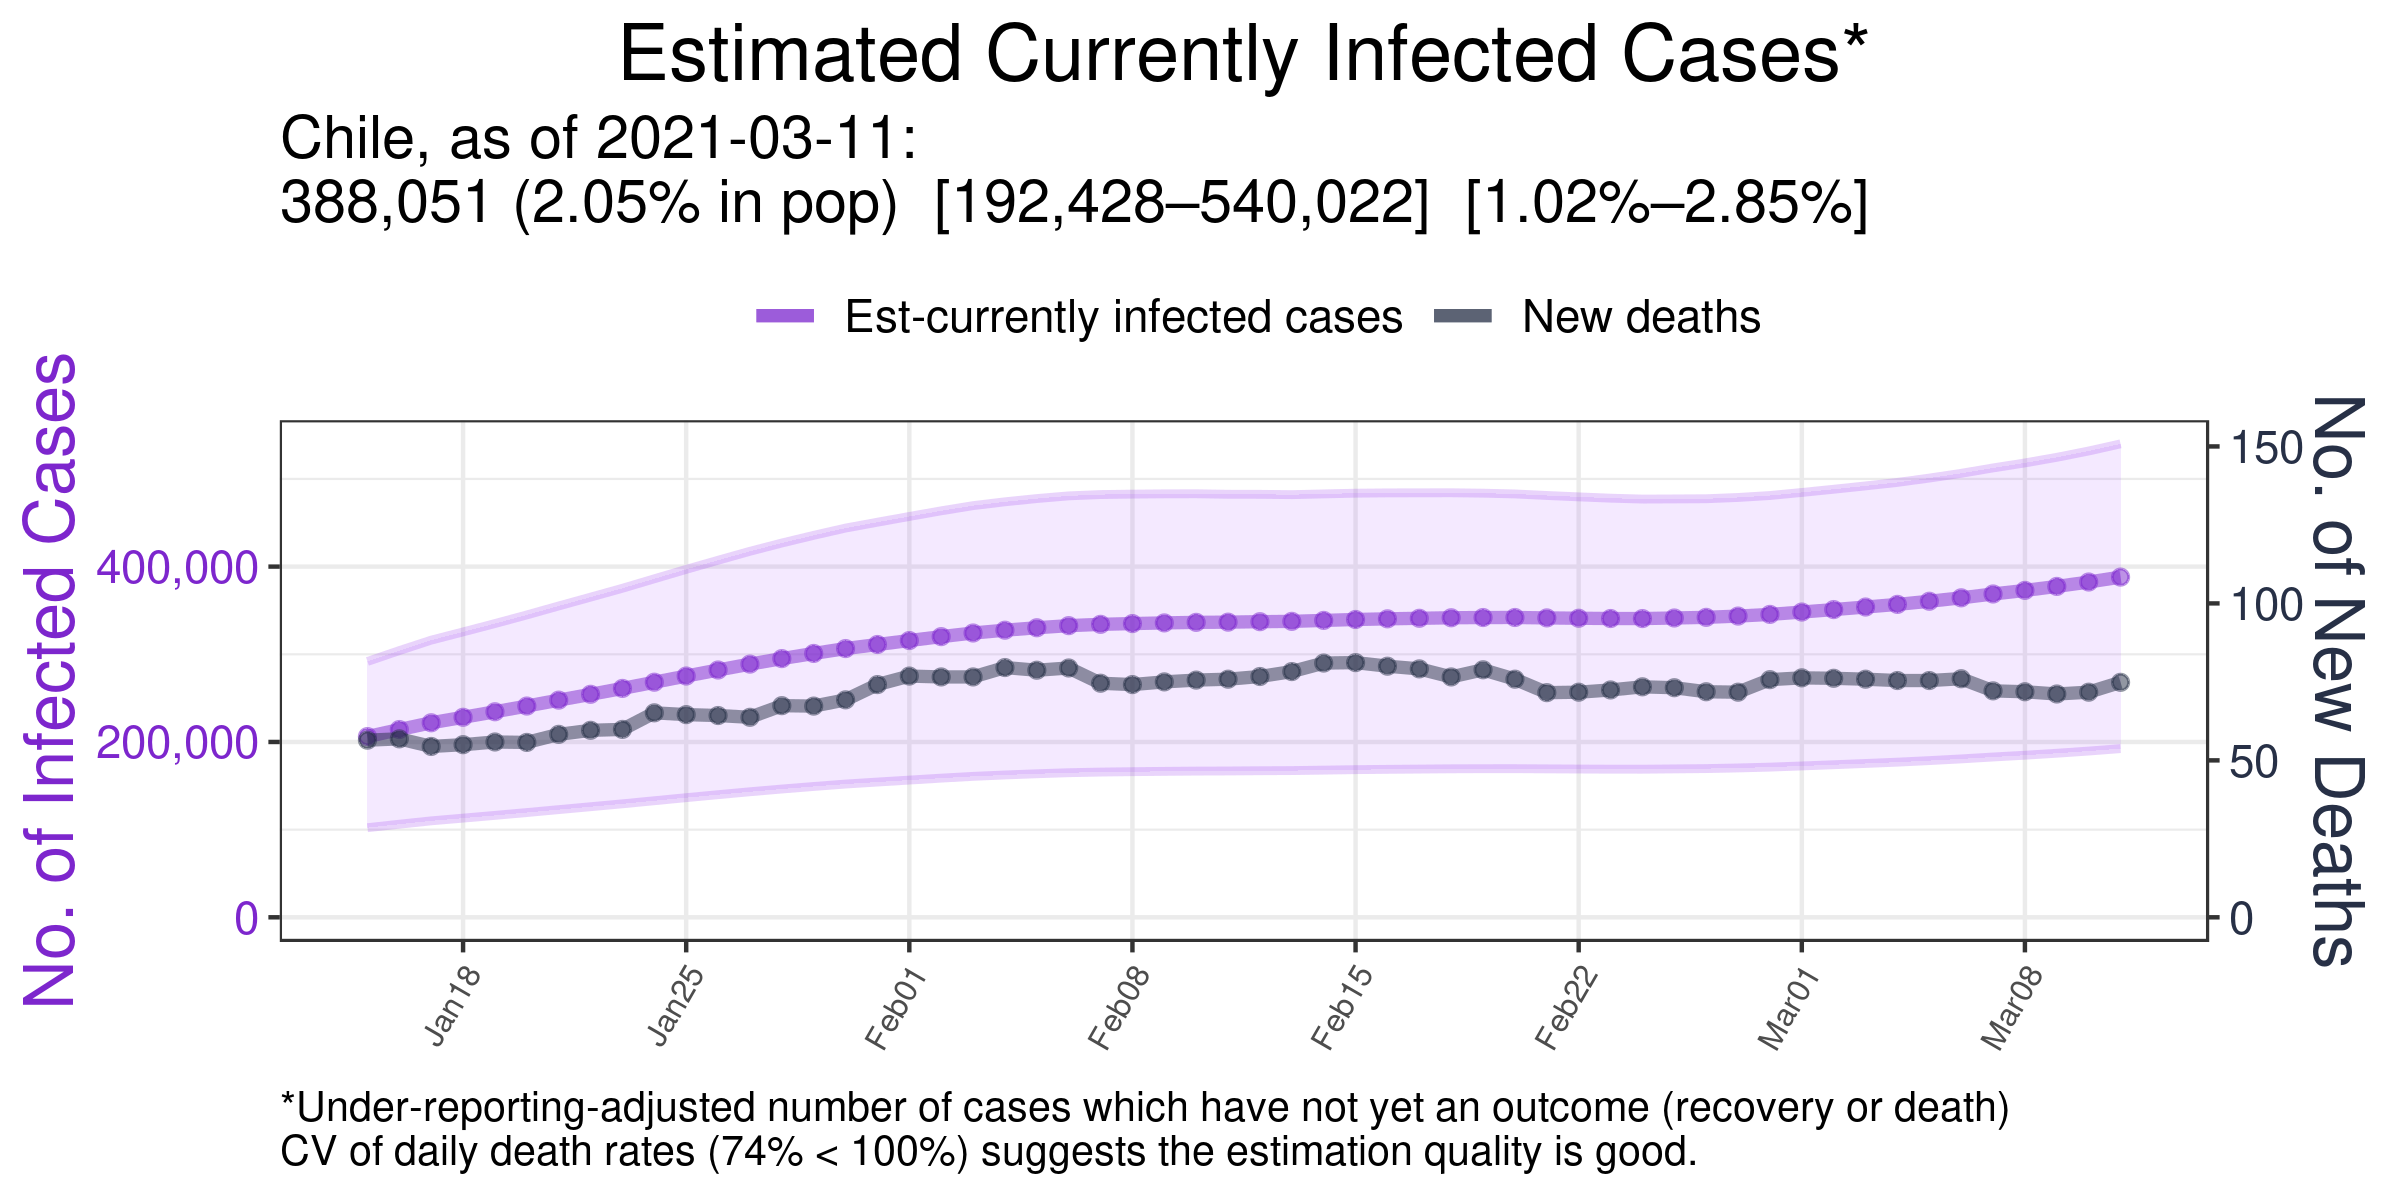 Estimated Currently Infected Cases*
Chile, as of 2021-03-11:
388,051 (2.05% in pop) [192,428–540,022] [1.02%–2.85%]
Est-currently infected cases
New deaths
No. of Infected Cases
400,000
200,000
0
150
100
50
0
No. of New Deaths
Jan18
Jan25
Feb01
Feb08
Feb15
Feb22
Mar01
Mar08
*Under-reporting-adjusted number of cases which have not yet an outcome (recovery or death)
CV of daily death rates (74% < 100%) suggests the estimation quality is good.